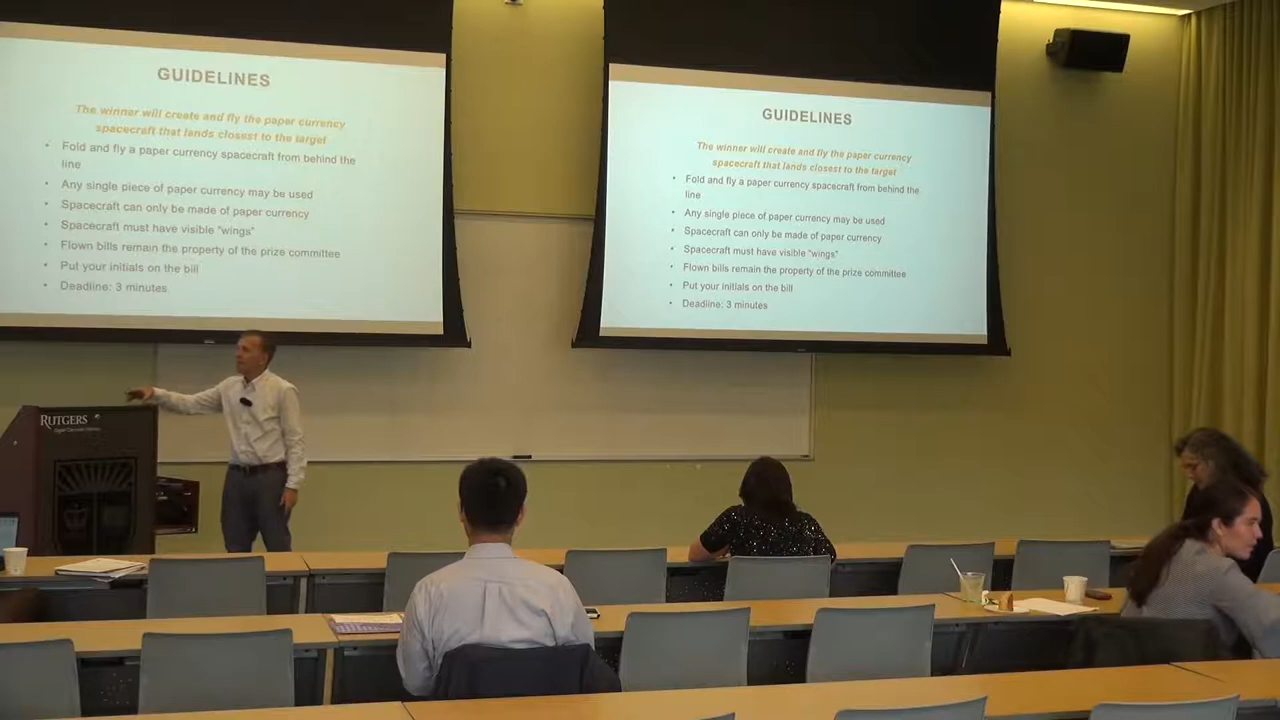 GUIDELINES
The winner will create and fly the paper currency
spacecraft that lands closest to the target
• Fold and fly a paper currency spacecraft from behind the
line
• Any single piece of paper currency may be used
• Spacecraft can only be made of paper currency
• Spacecraft must have visible "wings"
• Flown bills remain the property of the prize committee
• Put your initials on the bill
• Deadline: 3 minutes
GUIDELINES
The winner will create and fly the paper currency
spacecraft that lands closest to the target
• Fold and fly a paper currency spacecraft from behind the
line
• Any single piece of paper currency may be used
• Spacecraft can only be made of paper currency
• Spacecraft must have visible "wings"
• Flown bills remain the property of the prize committee
• Put your initials on the bill
• Deadline: 3 minutes
RUTGERS